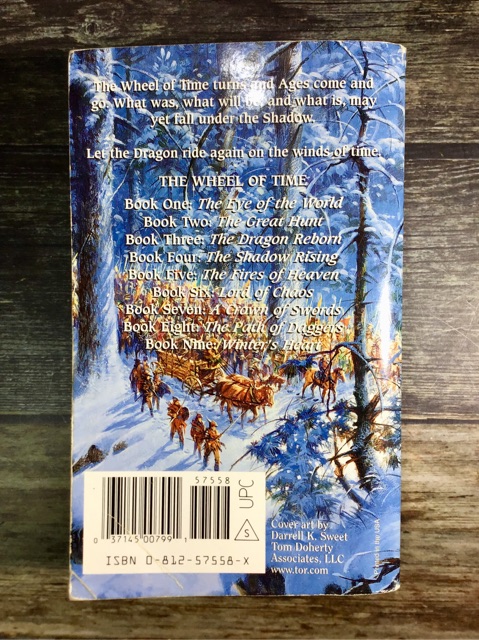 The Wheel of Time turns and Ages come and
go. What was, what will be, and what is, may
yet fall under the Shadow.
Let the Dragon ride again on the winds of time.
THE WHEEL OF TIME
Book One: The Eye of the World
Book Two: The Great Hunt
Book Three: The Dragon Reborn
Book Four: The Shadow Rising
Book Five: The Fires of Heaven
Book Six: Lord of Chaos
Book Seven: A Crown of Swords
Book Eight: The Path of Daggers
Book Nine: Winter's Heart
57558
UPC
S
0 37145 00799 1
ISBN 0-812-57558-X
Cover art by
Darrell K. Sweet
Tom Doherty
Associates, LLC
www.tor.com
Printed in the USA